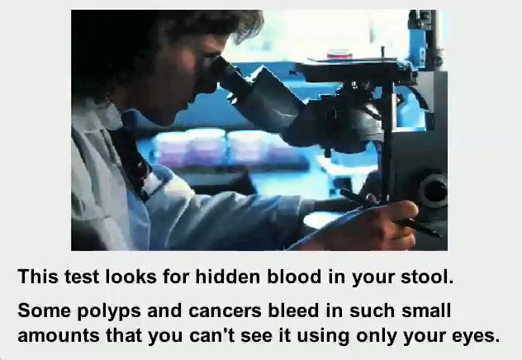 This test looks for hidden blood in your stool.
Some polyps and cancers bleed in such small
amounts that you can't see it using only your eyes.